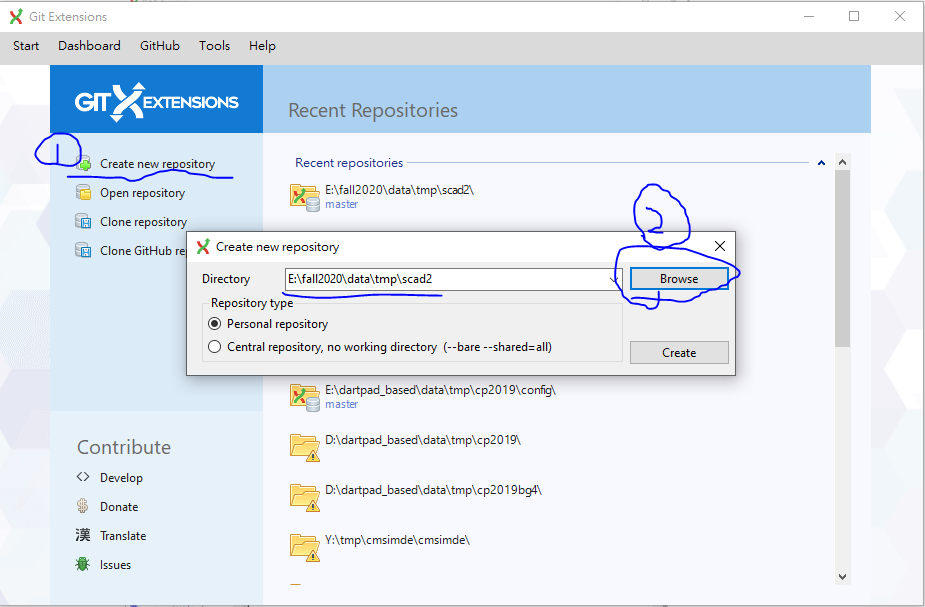 Git Extensions
Start Dashboard GitHub Tools Help
GIT EXTENSIONS
Recent Repositories
1
Create new repository
Open repository
Clone repository
Clone GitHub re
Recent repositories
E:\fall2020\data\tmp\scad2\
master
2
Create new repository
Directory E:\fall2020\data\tmp\scad2 Browse
Repository type
Personal repository
Central repository, no working directory (--bare --shared=all)
Create
E:\dartpad_based\data\tmp\cp2019\config\
master
D:\dartpad_based\data\tmp\cp2019\
D:\dartpad_based\data\tmp\cp2019bg4\
Y:\tmp\cmsimde\cmsimde\
Contribute
Develop
Donate
漢 Translate
Issues